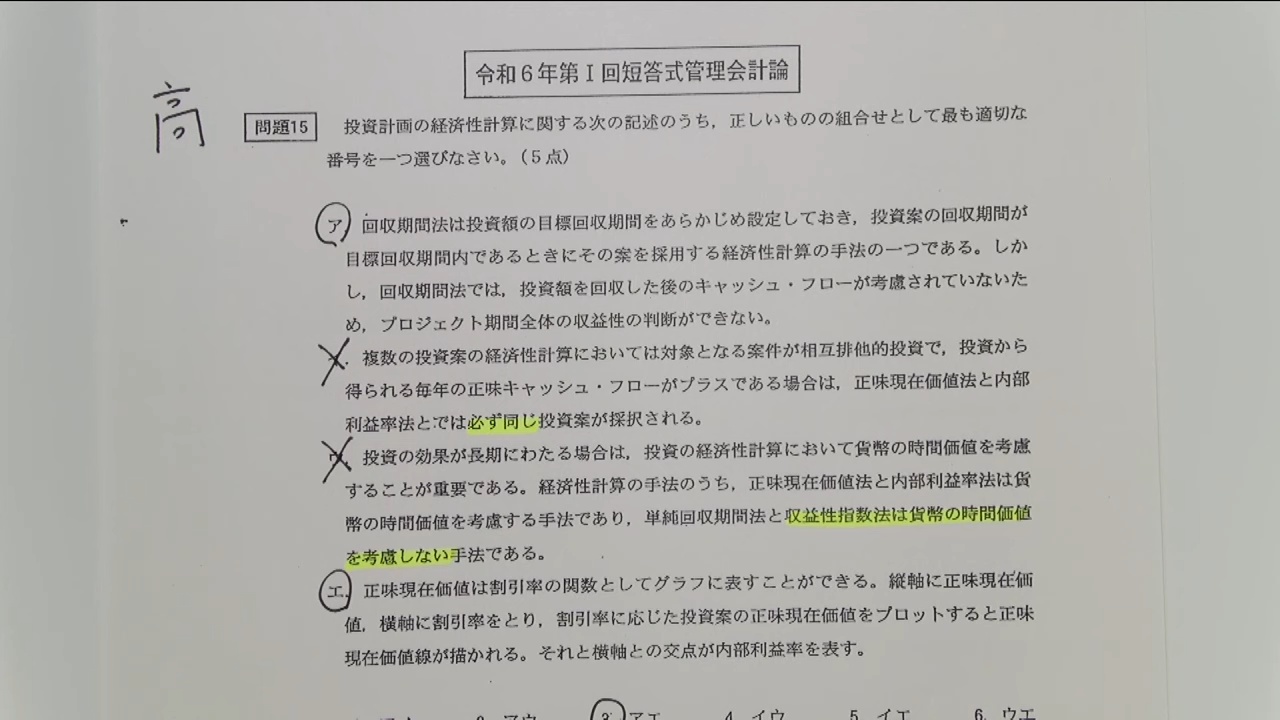 令和6年第Ⅰ回短答式管理会計論
高
問題15 投資計画の経済性計算に関する次の記述のうち,正しいものの組合せとして最も適切な
番号を一つ選びなさい。(5点)
ア. 回収期間法は投資額の目標回収期間をあらかじめ設定しておき,投資案の回収期間が
目標回収期間内であるときにその案を採用する経済性計算の手法の一つである。しか
し,回収期間法では,投資額を回収した後のキャッシュ・フローが考慮されていないた
め,プロジェクト期間全体の収益性の判断ができない。
複数の投資案の経済性計算においては対象となる案件が相互排他的投資で,投資から
得られる毎年の正味キャッシュ・フローがプラスである場合は,正味現在価値法と内部
利益率法とでは必ず同じ投資案が採択される。
投資の効果が長期にわたる場合は,投資の経済性計算において貨幣の時間価値を考慮
することが重要である。経済性計算の手法のうち,正味現在価値法と内部利益率法は貨
幣の時間価値を考慮する手法であり,単純回収期間法と収益性指数法は貨幣の時間価値
を考慮しない手法である。
エ. 正味現在価値は割引率の関数としてグラフに表すことができる。縦軸に正味現在価
値,横軸に割引率をとり,割引率に応じた投資案の正味現在価値をプロットすると正味
現在価値線が描かれる。それと横軸との交点が内部利益率を表す。
2. アウ 3. アエ 4. イウ 5. イエ 6. ウエ